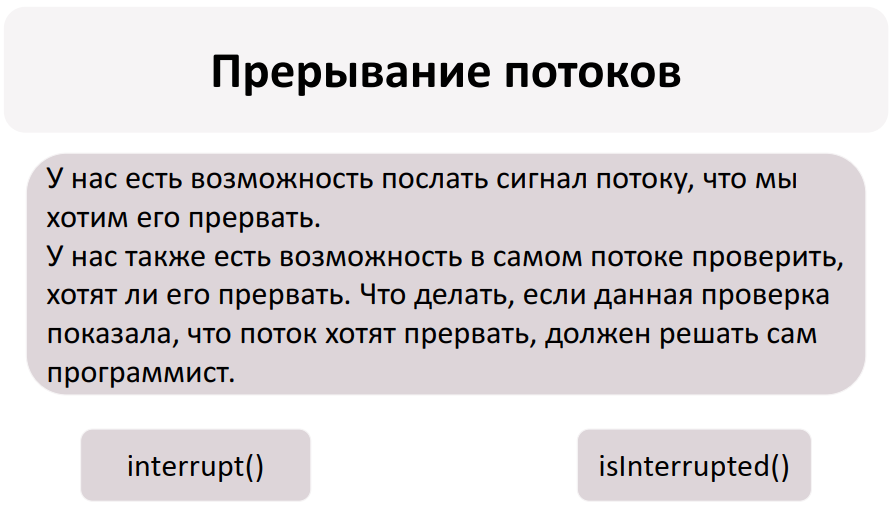 Прерывание потоков
У нас есть возможность послать сигнал потоку, что мы
хотим его прервать.
У нас также есть возможность в самом потоке проверить,
хотят ли его прервать. Что делать, если данная проверка
показала, что поток хотят прервать, должен решать сам
программист.
interrupt()
isInterrupted()